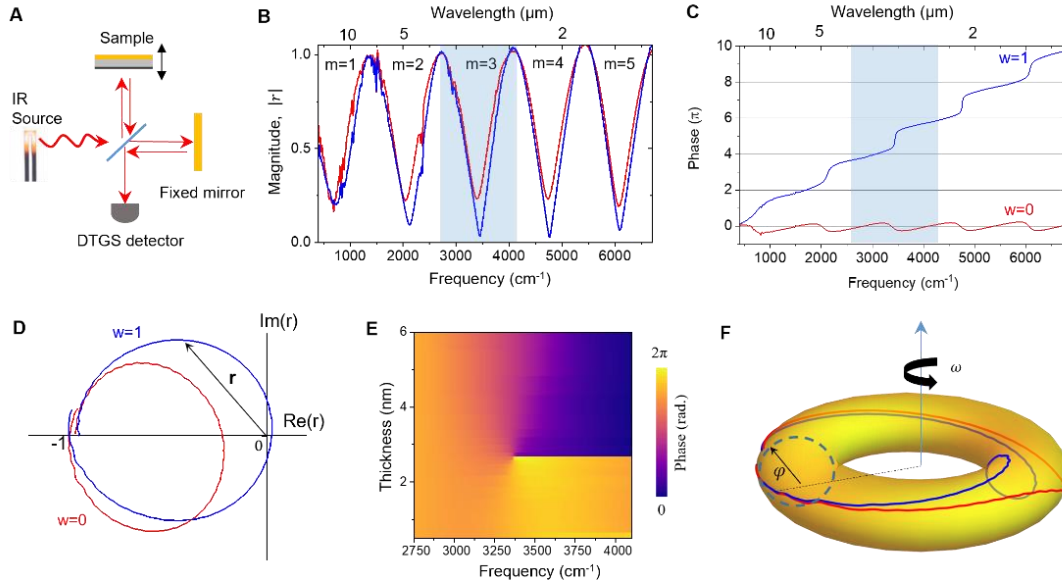 A
Sample
IR
Source
Fixed mirror
DTGS detector
B
Wavelength (µm)
10 5 2
1.0
0.5
0.0
Magnitude, |r|
m=1 m=2 m=3 m=4 m=5
1000 2000 3000 4000 5000 6000
Frequency (cm⁻¹)
C
Wavelength (µm)
10 5 2
10
8
6
4
2
0
Phase (π)
w=1
w=0
1000 2000 3000 4000 5000 6000
Frequency (cm⁻¹)
D
Im(r)
w=1
r
Re(r)
-1
0
w=0
E
6
4
2
Thickness (nm)
2750 3250 3500 3750 4000
Frequency (cm⁻¹)
2π
0
Phase (rad.)
F
ω
φ